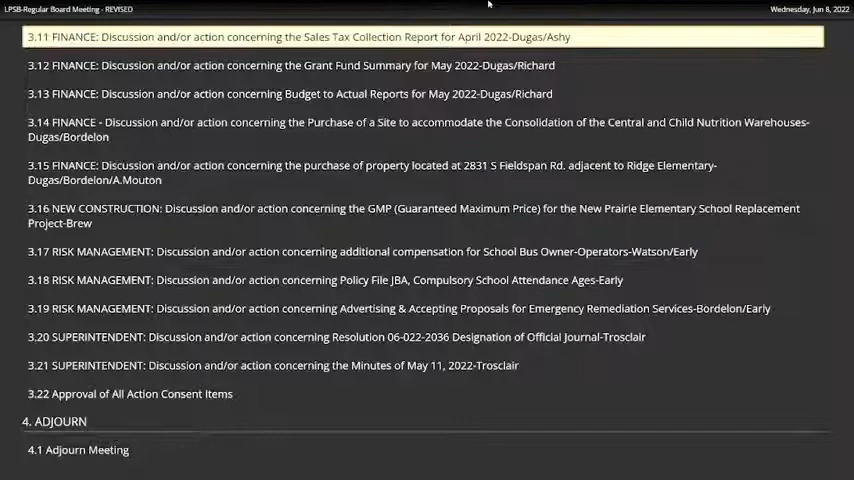 LPSB-Regular Board Meeting - REVISED
Wednesday, Jun 8, 2022
3.11 FINANCE: Discussion and/or action concerning the Sales Tax Collection Report for April 2022-Dugas/Ashy
3.12 FINANCE: Discussion and/or action concerning the Grant Fund Summary for May 2022-Dugas/Richard
3.13 FINANCE: Discussion and/or action concerning Budget to Actual Reports for May 2022-Dugas/Richard
3.14 FINANCE - Discussion and/or action concerning the Purchase of a Site to accommodate the Consolidation of the Central and Child Nutrition Warehouses-
Dugas/Bordelon
3.15 FINANCE: Discussion and/or action concerning the purchase of property located at 2831 S Fieldspan Rd. adjacent to Ridge Elementary-
Dugas/Bordelon/A.Mouton
3.16 NEW CONSTRUCTION: Discussion and/or action concerning the GMP (Guaranteed Maximum Price) for the New Prairie Elementary School Replacement
Project-Brew
3.17 RISK MANAGEMENT: Discussion and/or action concerning additional compensation for School Bus Owner-Operators-Watson/Early
3.18 RISK MANAGEMENT: Discussion and/or action concerning Policy File JBA, Compulsory School Attendance Ages-Early
3.19 RISK MANAGEMENT: Discussion and/or action concerning Advertising & Accepting Proposals for Emergency Remediation Services-Bordelon/Early
3.20 SUPERINTENDENT: Discussion and/or action concerning Resolution 06-022-2036 Designation of Official Journal-Trosclair
3.21 SUPERINTENDENT: Discussion and/or action concerning the Minutes of May 11, 2022-Trosclair
3.22 Approval of All Action Consent Items
4. ADJOURN
4.1 Adjourn Meeting